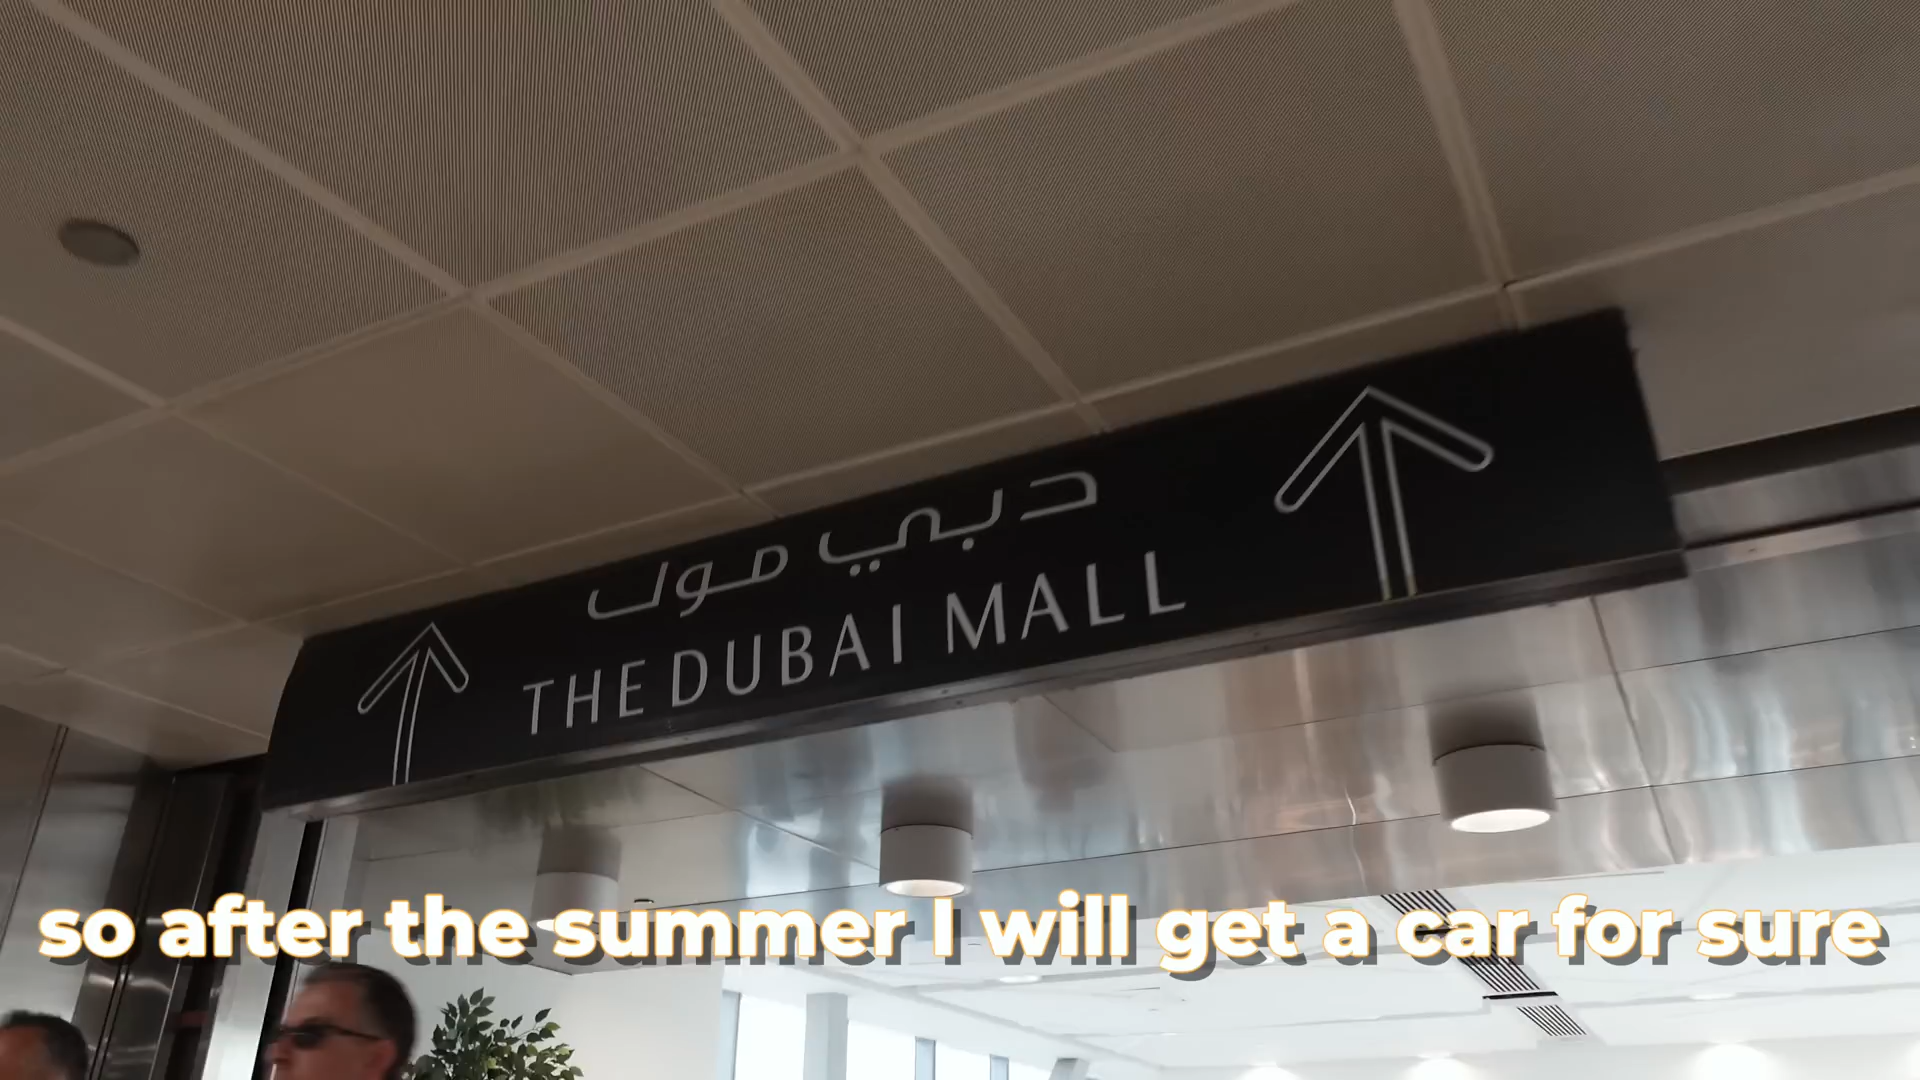 دبي مول
THE DUBAI MALL
so after the summer I will get a car for sure